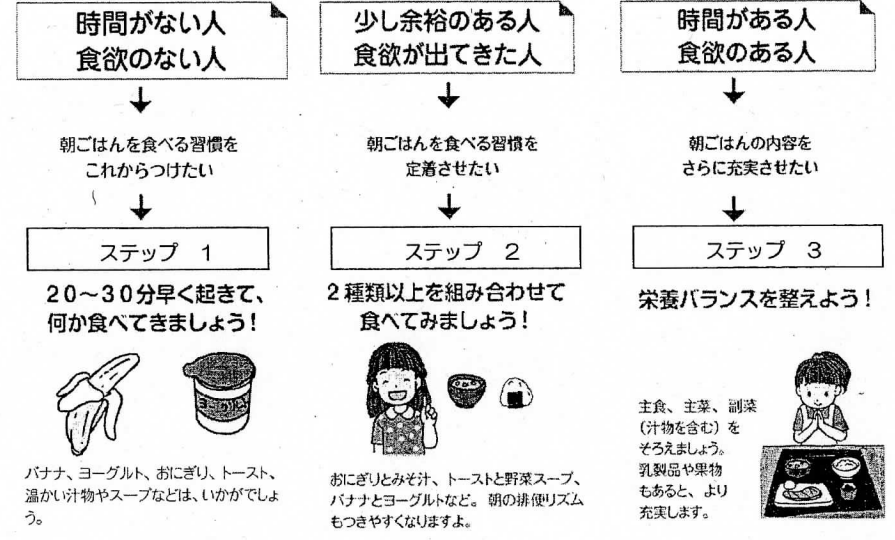 時間がない人
食欲のない人
朝ごはんを食べる習慣を
これからつけたい
ステップ 1
20～30分早く起きて、
何か食べてきましょう！
ヨーグルト
バナナ、ヨーグルト、おにぎり、トースト、
温かい汁物やスープなどは、いかがでしょ
う。
少し余裕のある人
食欲が出てきた人
朝ごはんを食べる習慣を
定着させたい
ステップ 2
2種類以上を組み合わせて
食べてみましょう！
おにぎりとみそ汁、トーストと野菜スープ、
バナナとヨーグルトなど。朝の排便リズム
もつきやすくなりますよ。
時間がある人
食欲のある人
朝ごはんの内容を
さらに充実させたい
ステップ 3
栄養バランスを整えよう！
主食、主菜、副菜
（汁物を含む）を
そろえましょう。
乳製品や果物
もあると、より
充実します。